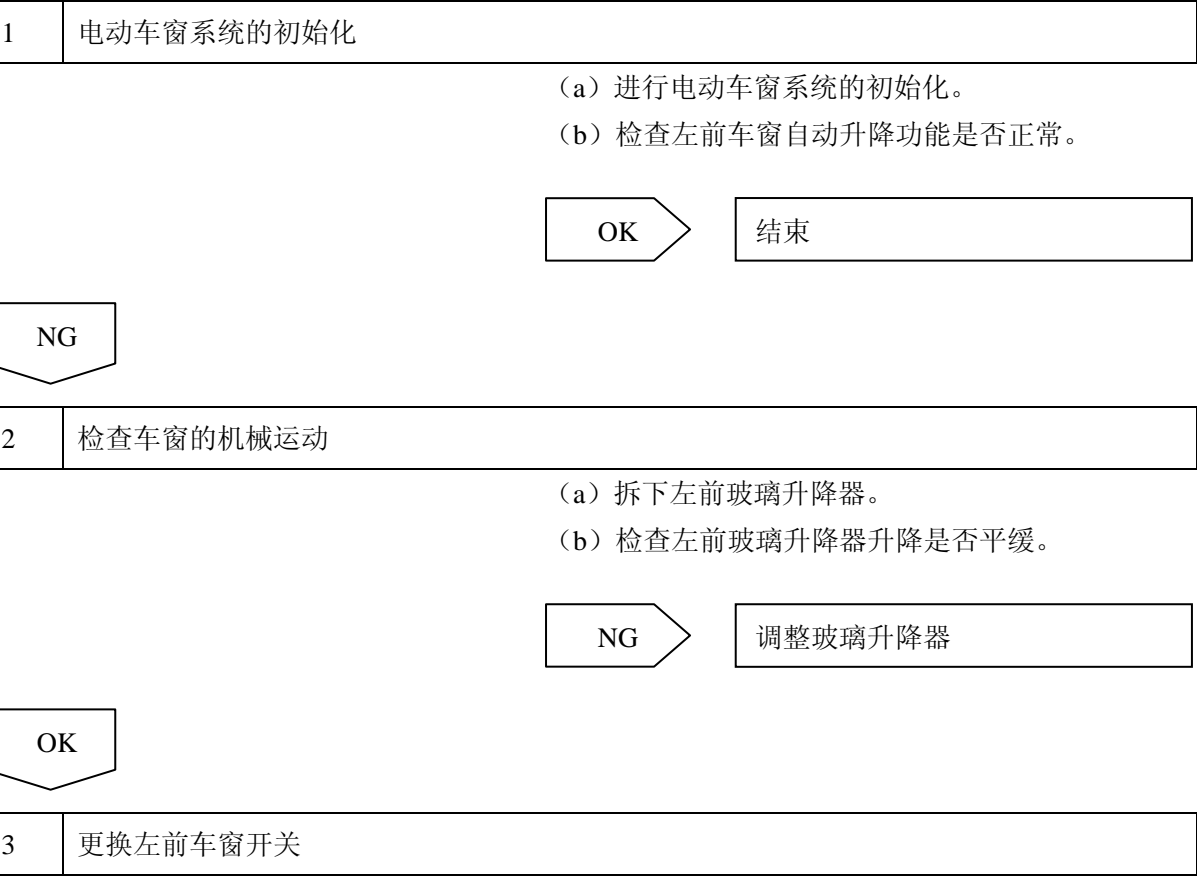 1 电动车窗系统的初始化
（a）进行电动车窗系统的初始化。
（b）检查左前车窗自动升降功能是否正常。
OK 结束
NG
2 检查车窗的机械运动
（a）拆下左前玻璃升降器。
（b）检查左前玻璃升降器升降是否平缓。
NG 调整玻璃升降器
OK
3 更换左前车窗开关